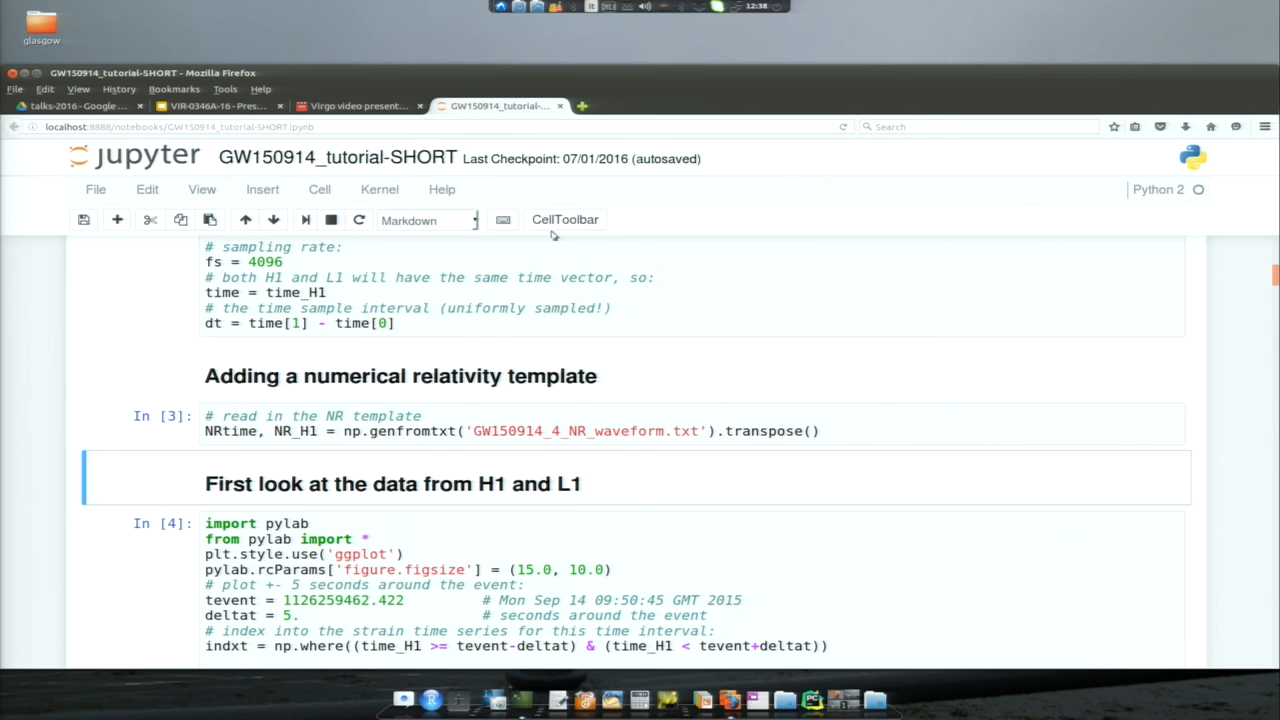 glasgow
It
12:38
GW150914_tutorial-SHORT - Mozilla Firefox
File Edit View History Bookmarks Tools Help
talks-2016 - Google ...
VIR-0346A-16 - Pres...
Virgo video present...
GW150914_tutorial-...
localhost:8888/notebooks/GW150914_tutorial-SHORT.ipynb
Search
jupyter GW150914_tutorial-SHORT Last Checkpoint: 07/01/2016 (autosaved)
File Edit View Insert Cell Kernel Help
Python 2
Markdown
CellToolbar
# sampling rate:
fs = 4096
# both H1 and L1 will have the same time vector, so:
time = time_H1
# the time sample interval (uniformly sampled!)
dt = time[1] - time[0]
Adding a numerical relativity template
In [3]:
# read in the NR template
NRtime, NR_H1 = np.genfromtxt('GW150914_4_NR_waveform.txt').transpose()
First look at the data from H1 and L1
In [4]:
import pylab
from pylab import *
plt.style.use('ggplot')
pylab.rcParams['figure.figsize'] = (15.0, 10.0)
# plot +- 5 seconds around the event:
tevent = 1126259462.422 # Mon Sep 14 09:50:45 GMT 2015
deltat = 5. # seconds around the event
# index into the strain time series for this time interval:
indxt = np.where((time_H1 >= tevent-deltat) & (time_H1 < tevent+deltat))